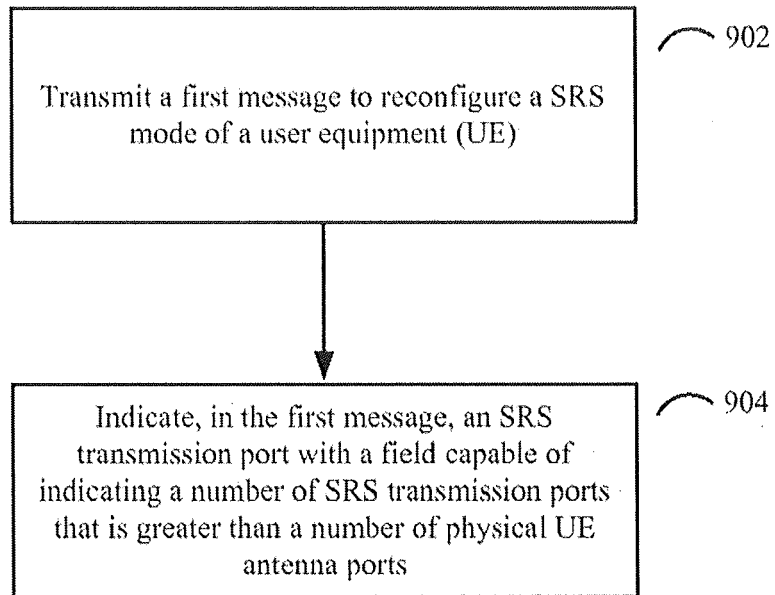 902
Transmit a first message to reconfigure a SRS
mode of a user equipment (UE)
904
Indicate, in the first message, an SRS
transmission port with a field capable of
indicating a number of SRS transmission ports
that is greater than a number of physical UE
antenna ports